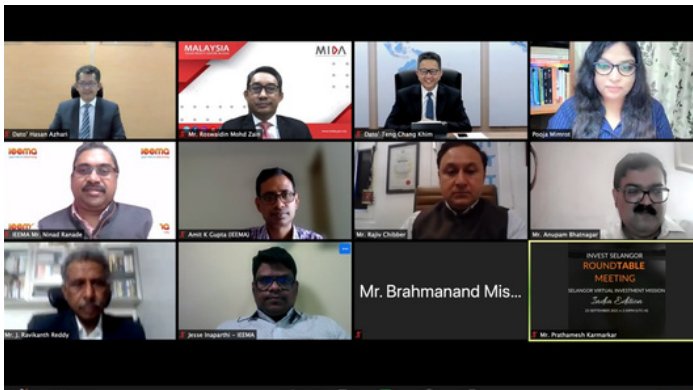 MALAYSIA
MIDA
Dato' Hasan Azhari
Mr. Roswaidin Mohd Zain
Dato' Teng Chang Khim
Pooja Mimrot
ieema
ieema
IEEMA Mr. Ninad Ranade
Amit K Gupta (IEEMA)
Mr. Rajiv Chibber
Mr. Anupam Bhatnagar
Mr. J. Ravikanth Reddy
Jesse Inaparthi - IEEMA
Mr. Brahmanand Mis...
INVEST SELANGOR
ROUNDTABLE
MEETING
SELANGOR VIRTUAL INVESTMENT MISSION
India Edition
Mr. Prathamesh Karmarkar